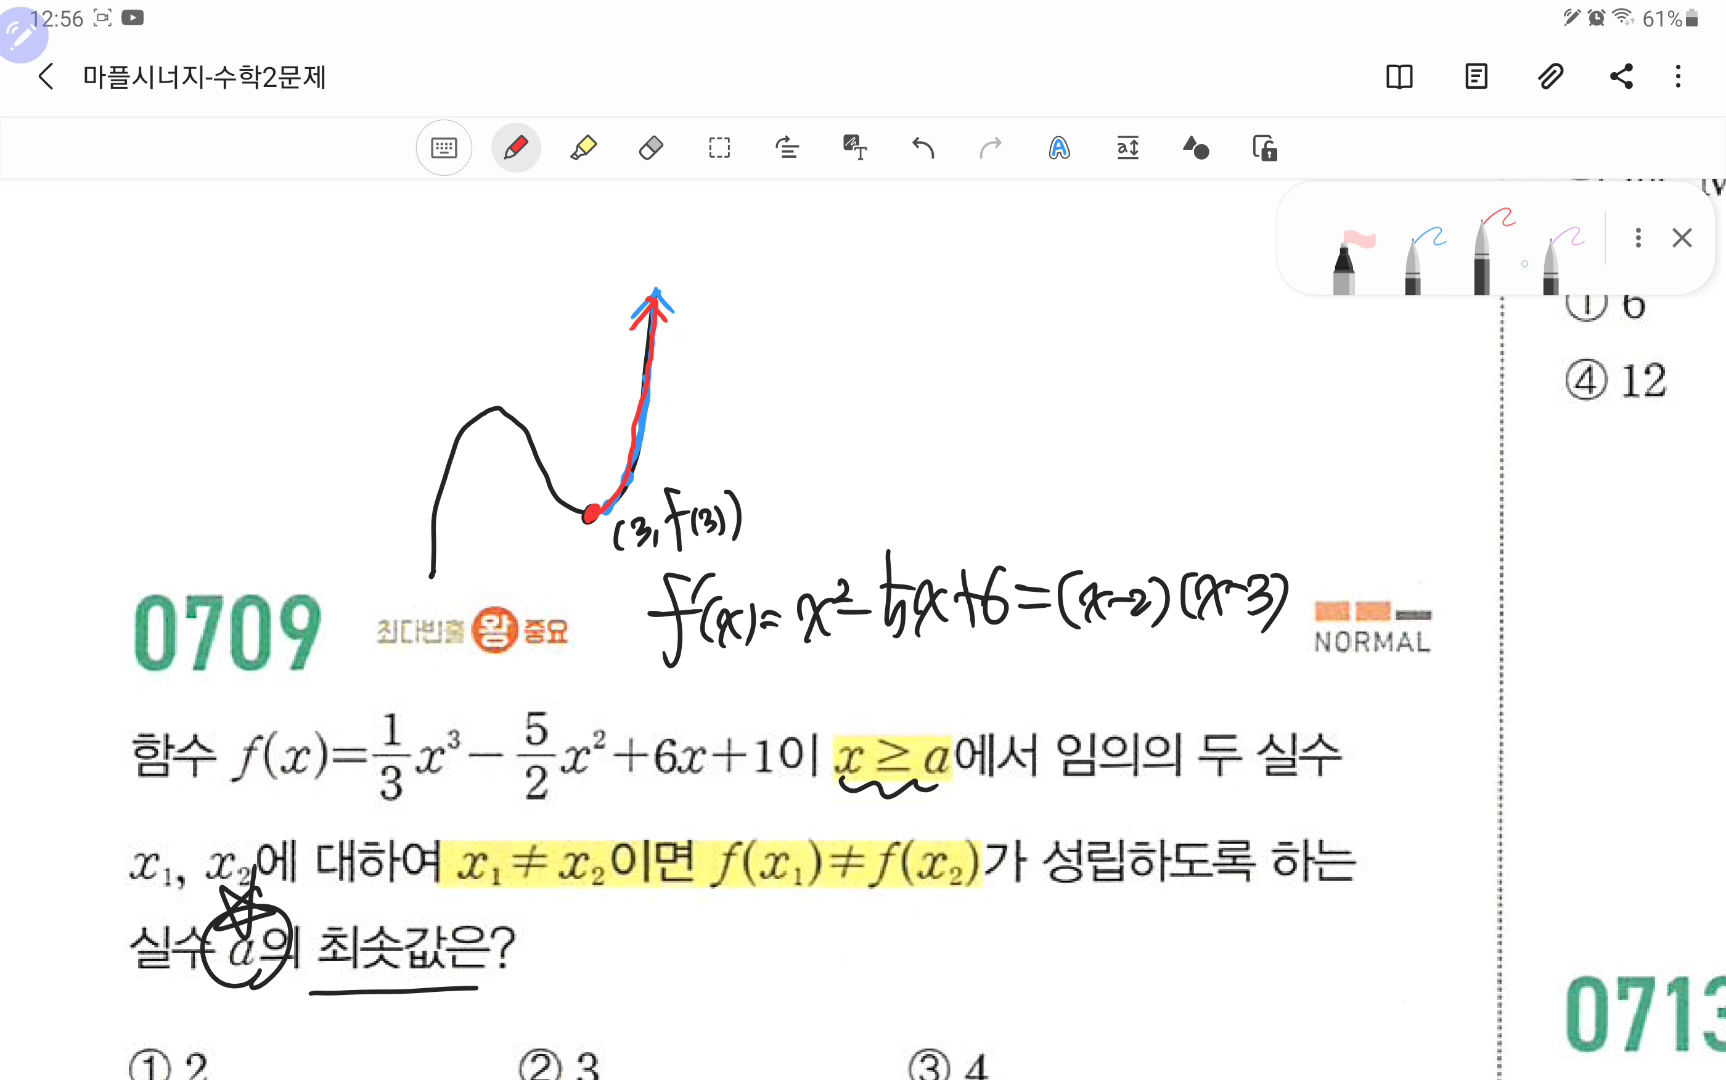 12:56
61%
마플시너지-수학2문제
① 6
④ 12
(3, f(3))
f'(x) = x² - 5x + 6 = (x-2)(x-3)
0709 최다빈출 왕 중요
NORMAL
함수 f(x)=1/3x³-5/2x²+6x+1이 x≥a에서 임의의 두 실수
x₁, x₂에 대하여 x₁≠x₂이면 f(x₁)≠f(x₂)가 성립하도록 하는
실수 a의 최솟값은?
① 2 ② 3 ③ 4
0713